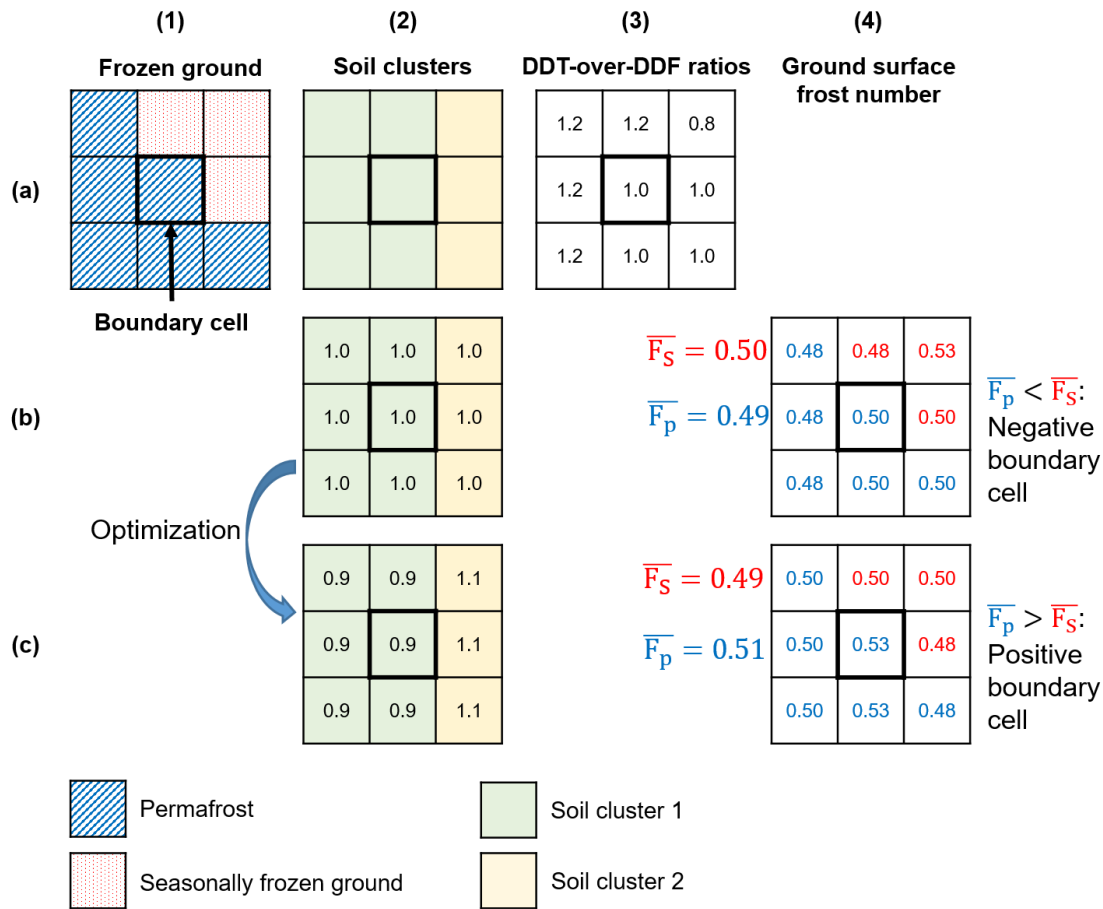 (1) (2) (3) (4)
Frozen ground Soil clusters DDT-over-DDF ratios Ground surface
frost number
(a)
1.2 1.2 0.8
1.2 1.0 1.0
1.2 1.0 1.0
Boundary cell
(b)
1.0 1.0 1.0
1.0 1.0 1.0
1.0 1.0 1.0
F̅S̅ = 0.50
F̅p̅ = 0.49
0.48 0.48 0.53
0.48 0.50 0.50
0.48 0.50 0.50
F̅p̅ < F̅S̅:
Negative
boundary
cell
Optimization
(c)
0.9 0.9 1.1
0.9 0.9 1.1
0.9 0.9 1.1
F̅S̅ = 0.49
F̅p̅ = 0.51
0.50 0.50 0.50
0.50 0.53 0.48
0.50 0.53 0.48
F̅p̅ > F̅S̅:
Positive
boundary
cell
Permafrost
Soil cluster 1
Seasonally frozen ground
Soil cluster 2